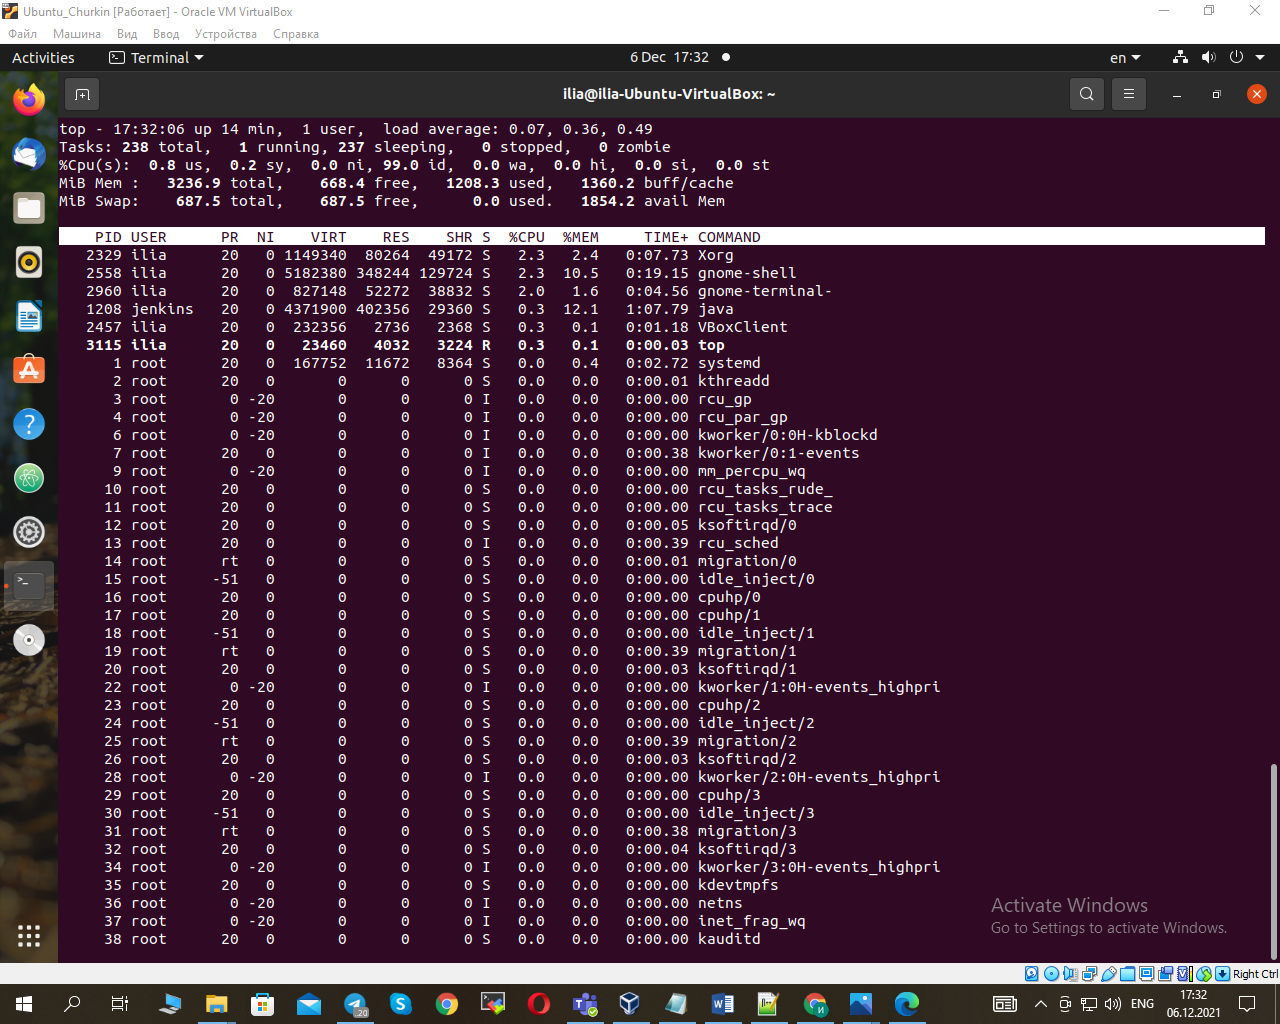 Ubuntu_Churkin [Работает] - Oracle VM VirtualBox
Файл Машина Вид Ввод Устройства Справка
Activities Terminal 6 Dec 17:32 en
ilia@ilia-Ubuntu-VirtualBox: ~
top - 17:32:06 up 14 min,  1 user,  load average: 0.07, 0.36, 0.49
Tasks: 238 total,   1 running, 237 sleeping,   0 stopped,   0 zombie
%Cpu(s):  0.8 us,  0.2 sy,  0.0 ni, 99.0 id,  0.0 wa,  0.0 hi,  0.0 si,  0.0 st
MiB Mem :   3236.9 total,    668.4 free,   1208.3 used,   1360.2 buff/cache
MiB Swap:    687.5 total,    687.5 free,      0.0 used.   1854.2 avail Mem
PID USER PR NI VIRT RES SHR S %CPU %MEM TIME+ COMMAND
2329 ilia 20 0 1149340 80264 49172 S 2.3 2.4 0:07.73 Xorg
2558 ilia 20 0 5182380 348244 129724 S 2.3 10.5 0:19.15 gnome-shell
2960 ilia 20 0 827148 52272 38832 S 2.0 1.6 0:04.56 gnome-terminal-
1208 jenkins 20 0 4371900 402356 29360 S 0.3 12.1 1:07.79 java
2457 ilia 20 0 232356 2736 2368 S 0.3 0.1 0:01.18 VBoxClient
3115 ilia 20 0 23460 4032 3224 R 0.3 0.1 0:00.03 top
1 root 20 0 167752 11672 8364 S 0.0 0.4 0:02.72 systemd
2 root 20 0 0 0 0 S 0.0 0.0 0:00.01 kthreadd
3 root 0 -20 0 0 0 I 0.0 0.0 0:00.00 rcu_gp
4 root 0 -20 0 0 0 I 0.0 0.0 0:00.00 rcu_par_gp
6 root 0 -20 0 0 0 I 0.0 0.0 0:00.00 kworker/0:0H-kblockd
7 root 20 0 0 0 0 I 0.0 0.0 0:00.38 kworker/0:1-events
9 root 0 -20 0 0 0 I 0.0 0.0 0:00.00 mm_percpu_wq
10 root 20 0 0 0 0 S 0.0 0.0 0:00.00 rcu_tasks_rude_
11 root 20 0 0 0 0 S 0.0 0.0 0:00.00 rcu_tasks_trace
12 root 20 0 0 0 0 S 0.0 0.0 0:00.05 ksoftirqd/0
13 root 20 0 0 0 0 I 0.0 0.0 0:00.39 rcu_sched
14 root rt 0 0 0 0 S 0.0 0.0 0:00.01 migration/0
15 root -51 0 0 0 0 S 0.0 0.0 0:00.00 idle_inject/0
16 root 20 0 0 0 0 S 0.0 0.0 0:00.00 cpuhp/0
17 root 20 0 0 0 0 S 0.0 0.0 0:00.00 cpuhp/1
18 root -51 0 0 0 0 S 0.0 0.0 0:00.00 idle_inject/1
19 root rt 0 0 0 0 S 0.0 0.0 0:00.39 migration/1
20 root 20 0 0 0 0 S 0.0 0.0 0:00.03 ksoftirqd/1
22 root 0 -20 0 0 0 I 0.0 0.0 0:00.00 kworker/1:0H-events_highpri
23 root 20 0 0 0 0 S 0.0 0.0 0:00.00 cpuhp/2
24 root -51 0 0 0 0 S 0.0 0.0 0:00.00 idle_inject/2
25 root rt 0 0 0 0 S 0.0 0.0 0:00.39 migration/2
26 root 20 0 0 0 0 S 0.0 0.0 0:00.03 ksoftirqd/2
28 root 0 -20 0 0 0 I 0.0 0.0 0:00.00 kworker/2:0H-events_highpri
29 root 20 0 0 0 0 S 0.0 0.0 0:00.00 cpuhp/3
30 root -51 0 0 0 0 S 0.0 0.0 0:00.00 idle_inject/3
31 root rt 0 0 0 0 S 0.0 0.0 0:00.38 migration/3
32 root 20 0 0 0 0 S 0.0 0.0 0:00.04 ksoftirqd/3
34 root 0 -20 0 0 0 I 0.0 0.0 0:00.00 kworker/3:0H-events_highpri
35 root 20 0 0 0 0 S 0.0 0.0 0:00.00 kdevtmpfs
36 root 0 -20 0 0 0 I 0.0 0.0 0:00.00 netns
37 root 0 -20 0 0 0 I 0.0 0.0 0:00.00 inet_frag_wq
38 root 20 0 0 0 0 S 0.0 0.0 0:00.00 kauditd
Activate Windows
Go to Settings to activate Windows.
Right Ctrl
ENG 17:32
06.12.2021